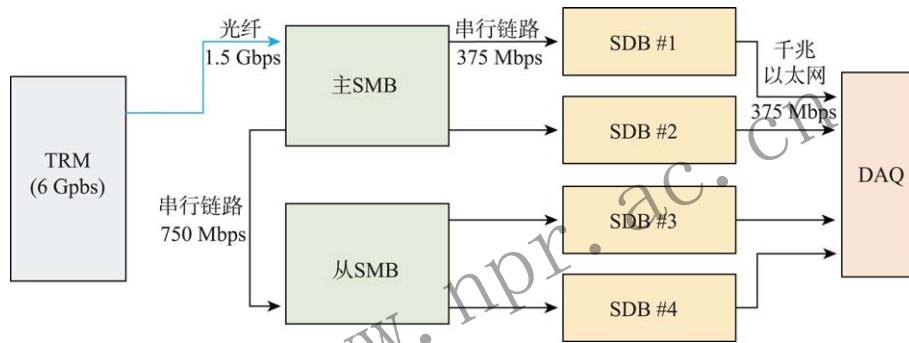 光纤
1.5 Gbps
串行链路
375 Mbps
SDB #1
千兆
以太网
375 Mbps
主SMB
SDB #2
TRM
(6 Gpbs)
DAQ
串行链路
750 Mbps
SDB #3
从SMB
SDB #4
w.npr.ac.cn